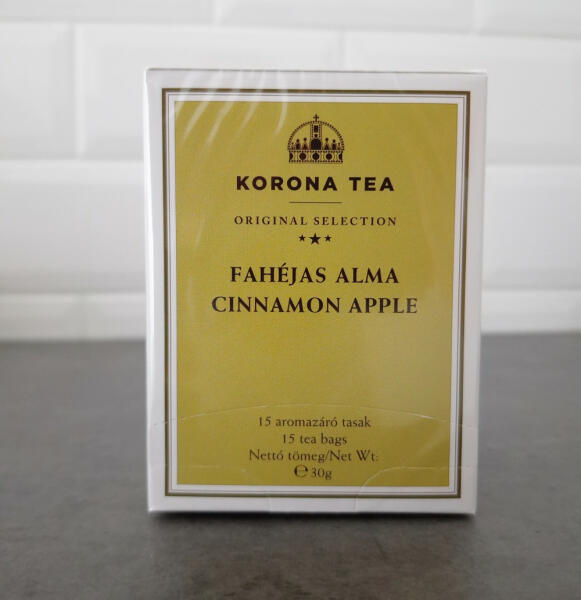 KORONA TEA
ORIGINAL SELECTION
FAHÉJAS ALMA
CINNAMON APPLE
15 aromazáró tasak
15 tea bags
Nettó tömeg/Net Wt:
℮ 30g